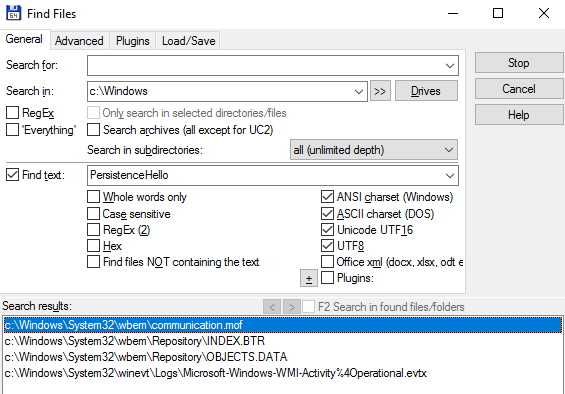 64
Find Files
General Advanced Plugins Load/Save
Search for:
Stop
Search in: c:\Windows >> Drives
Cancel
RegEx Only search in selected directories/files
Help
'Everything' Search archives (all except for UC2)
Search in subdirectories: all (unlimited depth)
Find text: PersistenceHello
Whole words only ANSI charset (Windows)
Case sensitive ASCII charset (DOS)
RegEx (2) Unicode UTF16
Hex UTF8
Find files NOT containing the text Office xml (docx, xlsx, odt e
± Plugins:
Search results: < > F2 Search in found files/folders
c:\Windows\System32\wbem\communication.mof
c:\Windows\System32\wbem\Repository\INDEX.BTR
c:\Windows\System32\wbem\Repository\OBJECTS.DATA
c:\Windows\System32\winevt\Logs\Microsoft-Windows-WMI-Activity%4Operational.evtx